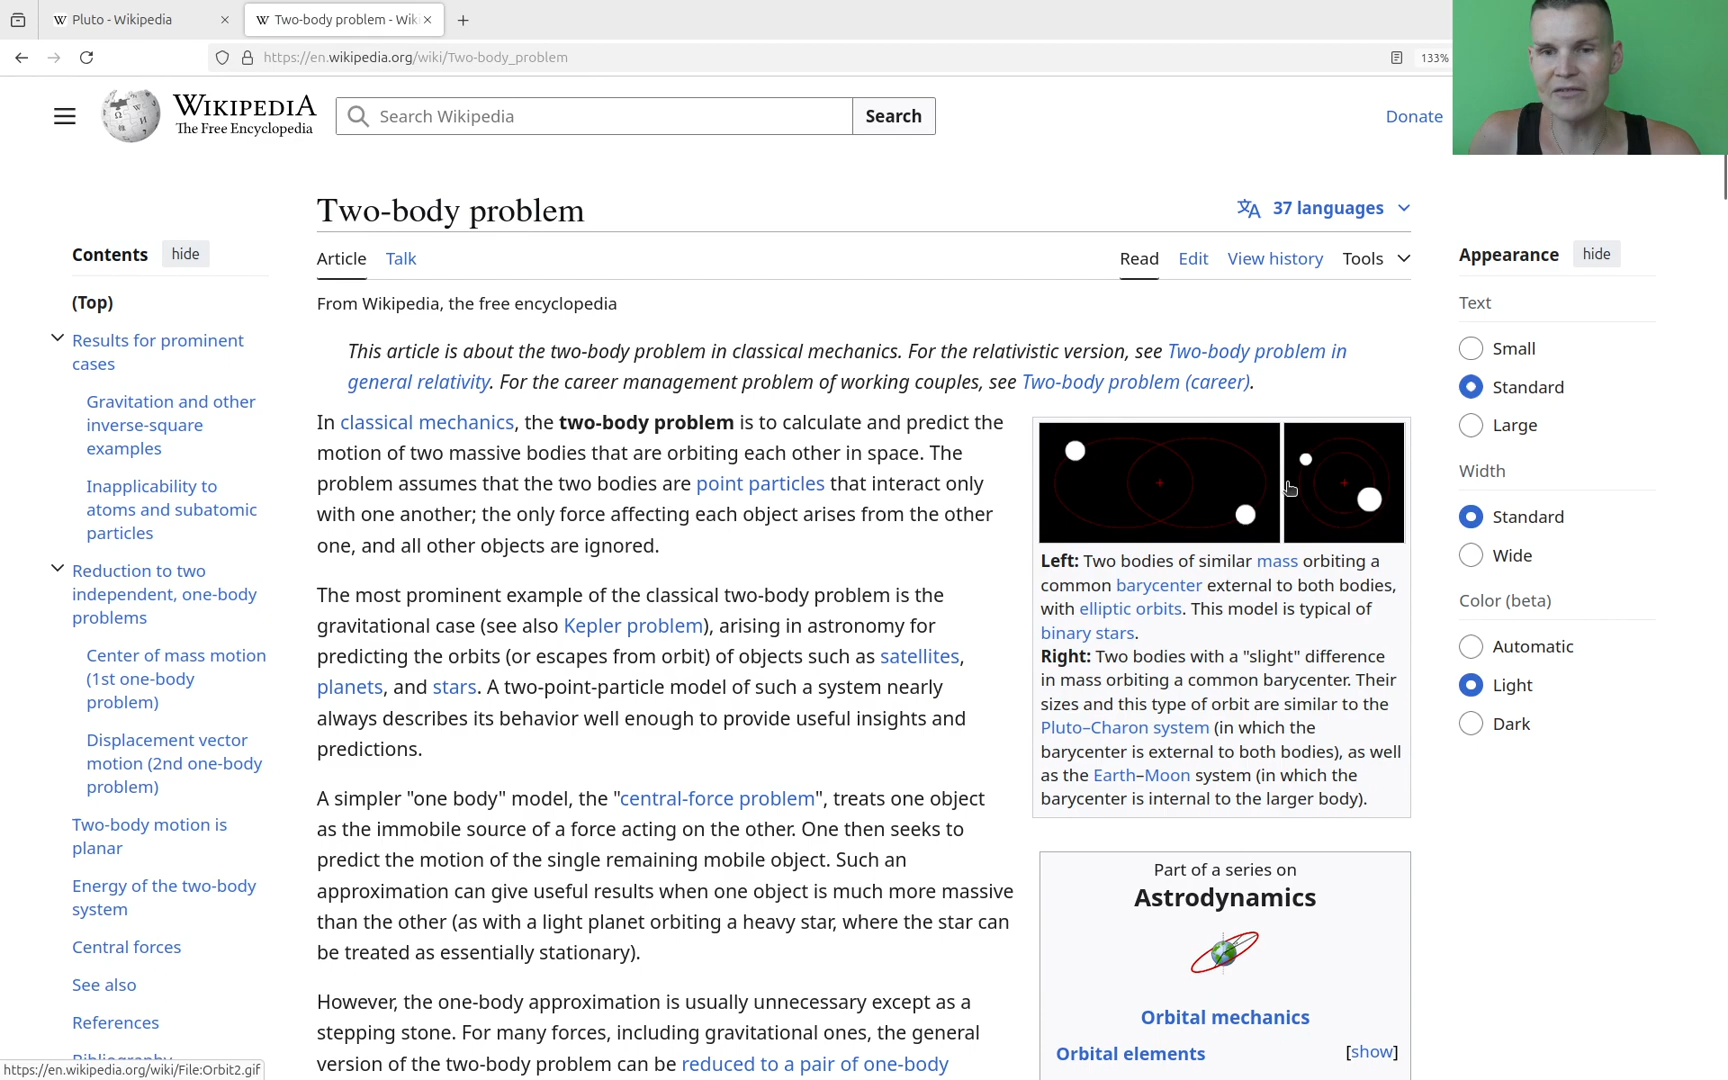 Pluto - Wikipedia
Two-body problem - Wik
https://en.wikipedia.org/wiki/Two-body_problem
133%
WIKIPEDIA
The Free Encyclopedia
Search Wikipedia
Search
Donate
Two-body problem
37 languages
Contents hide
Article Talk
Read Edit View history Tools
Appearance hide
(Top)
From Wikipedia, the free encyclopedia
Text
Results for prominent
cases
Gravitation and other
inverse-square
examples
Inapplicability to
atoms and subatomic
particles
Reduction to two
independent, one-body
problems
Center of mass motion
(1st one-body
problem)
Displacement vector
motion (2nd one-body
problem)
Two-body motion is
planar
Energy of the two-body
system
Central forces
See also
References
Bibliography
https://en.wikipedia.org/wiki/File:Orbit2.gif
This article is about the two-body problem in classical mechanics. For the relativistic version, see Two-body problem in
general relativity. For the career management problem of working couples, see Two-body problem (career).
In classical mechanics, the two-body problem is to calculate and predict the
motion of two massive bodies that are orbiting each other in space. The
problem assumes that the two bodies are point particles that interact only
with one another; the only force affecting each object arises from the other
one, and all other objects are ignored.
The most prominent example of the classical two-body problem is the
gravitational case (see also Kepler problem), arising in astronomy for
predicting the orbits (or escapes from orbit) of objects such as satellites,
planets, and stars. A two-point-particle model of such a system nearly
always describes its behavior well enough to provide useful insights and
predictions.
A simpler "one body" model, the "central-force problem", treats one object
as the immobile source of a force acting on the other. One then seeks to
predict the motion of the single remaining mobile object. Such an
approximation can give useful results when one object is much more massive
than the other (as with a light planet orbiting a heavy star, where the star can
be treated as essentially stationary).
However, the one-body approximation is usually unnecessary except as a
stepping stone. For many forces, including gravitational ones, the general
version of the two-body problem can be reduced to a pair of one-body
Left: Two bodies of similar mass orbiting a
common barycenter external to both bodies,
with elliptic orbits. This model is typical of
binary stars.
Right: Two bodies with a "slight" difference
in mass orbiting a common barycenter. Their
sizes and this type of orbit are similar to the
Pluto–Charon system (in which the
barycenter is external to both bodies), as well
as the Earth–Moon system (in which the
barycenter is internal to the larger body).
Part of a series on
Astrodynamics
Orbital mechanics
Orbital elements [show]
Small
Standard
Large
Width
Standard
Wide
Color (beta)
Automatic
Light
Dark